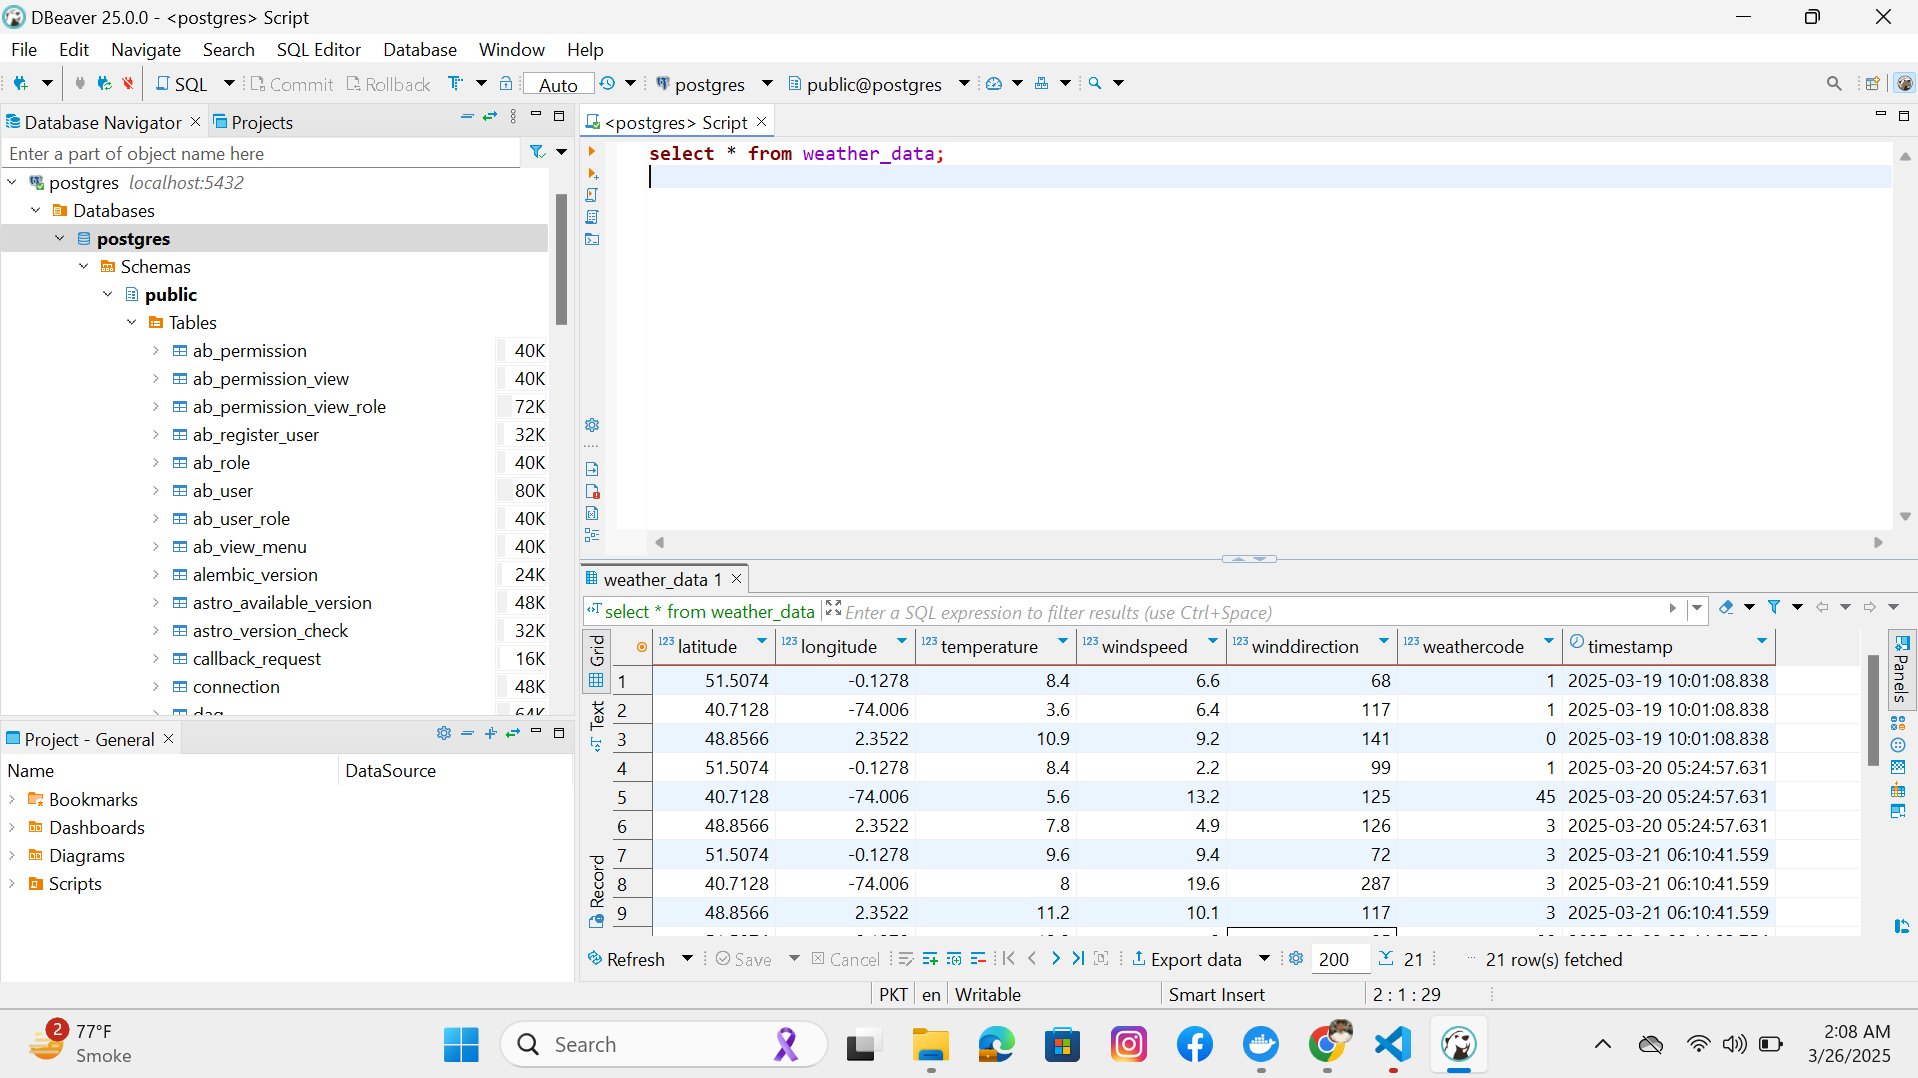 DBeaver 25.0.0 - <postgres> Script
File Edit Navigate Search SQL Editor Database Window Help
SQL Commit Rollback Auto postgres public@postgres
Database Navigator Projects
Enter a part of object name here
postgres localhost:5432
Databases
postgres
Schemas
public
Tables
ab_permission 40K
ab_permission_view 40K
ab_permission_view_role 72K
ab_register_user 32K
ab_role 40K
ab_user 80K
ab_user_role 40K
ab_view_menu 40K
alembic_version 24K
astro_available_version 48K
astro_version_check 32K
callback_request 16K
connection 48K
dag 64K
Project - General
Name DataSource
Bookmarks
Dashboards
Diagrams
Scripts
<postgres> Script
select * from weather_data;
weather_data 1
select * from weather_data Enter a SQL expression to filter results (use Ctrl+Space)
Grid
Text
Record
123 latitude 123 longitude 123 temperature 123 windspeed 123 winddirection 123 weathercode timestamp
1 51.5074 -0.1278 8.4 6.6 68 1 2025-03-19 10:01:08.838
2 40.7128 -74.006 3.6 6.4 117 1 2025-03-19 10:01:08.838
3 48.8566 2.3522 10.9 9.2 141 0 2025-03-19 10:01:08.838
4 51.5074 -0.1278 8.4 2.2 99 1 2025-03-20 05:24:57.631
5 40.7128 -74.006 5.6 13.2 125 45 2025-03-20 05:24:57.631
6 48.8566 2.3522 7.8 4.9 126 3 2025-03-20 05:24:57.631
7 51.5074 -0.1278 9.6 9.4 72 3 2025-03-21 06:10:41.559
8 40.7128 -74.006 8 19.6 287 3 2025-03-21 06:10:41.559
9 48.8566 2.3522 11.2 10.1 117 3 2025-03-21 06:10:41.559
Panels
Refresh Save Cancel Export data 200 21 21 row(s) fetched
PKT en Writable Smart Insert 2 : 1 : 29
2 77°F
Smoke
Search
2:08 AM
3/26/2025